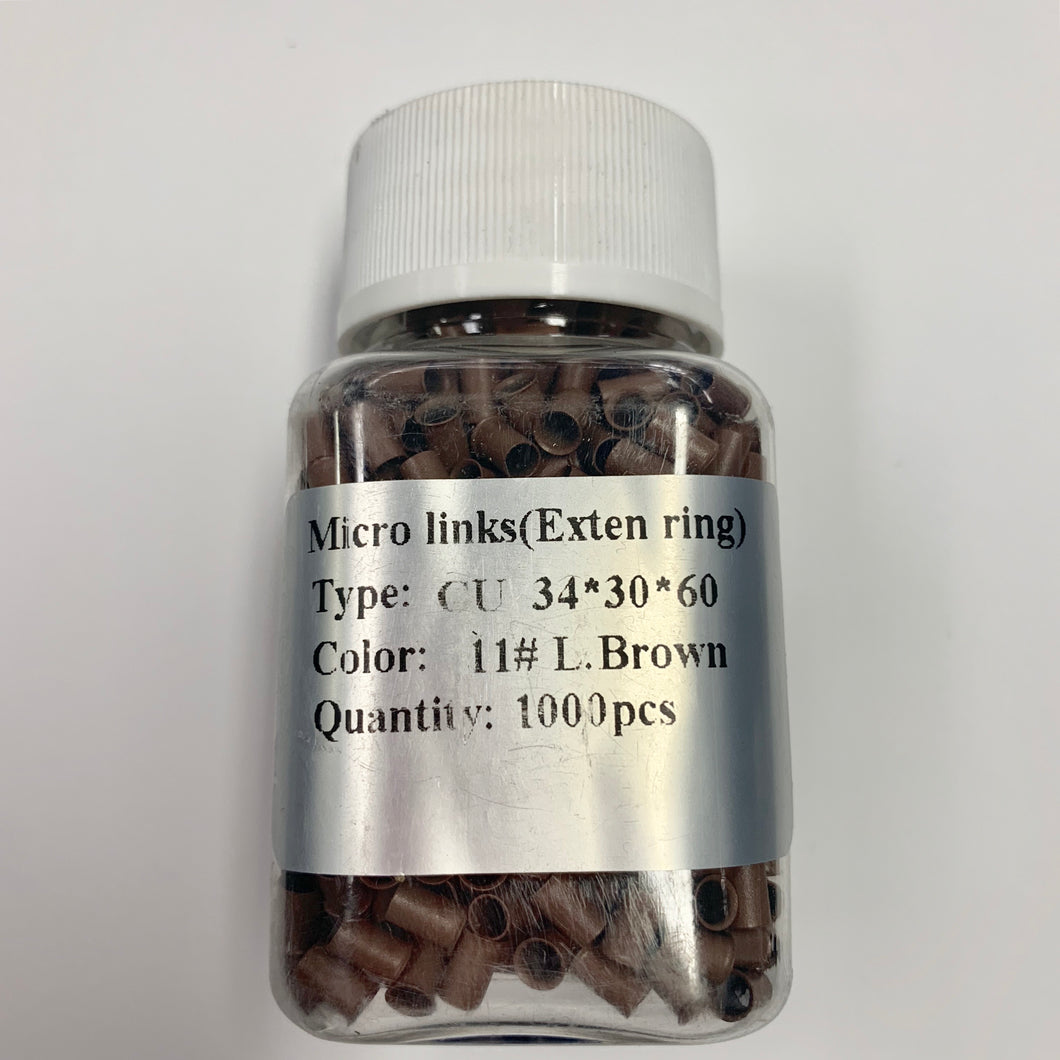 Micro links(Exten ring)
Type: CU 34*30*60
Color: 11# L.Brown
Quantity: 1000pcs